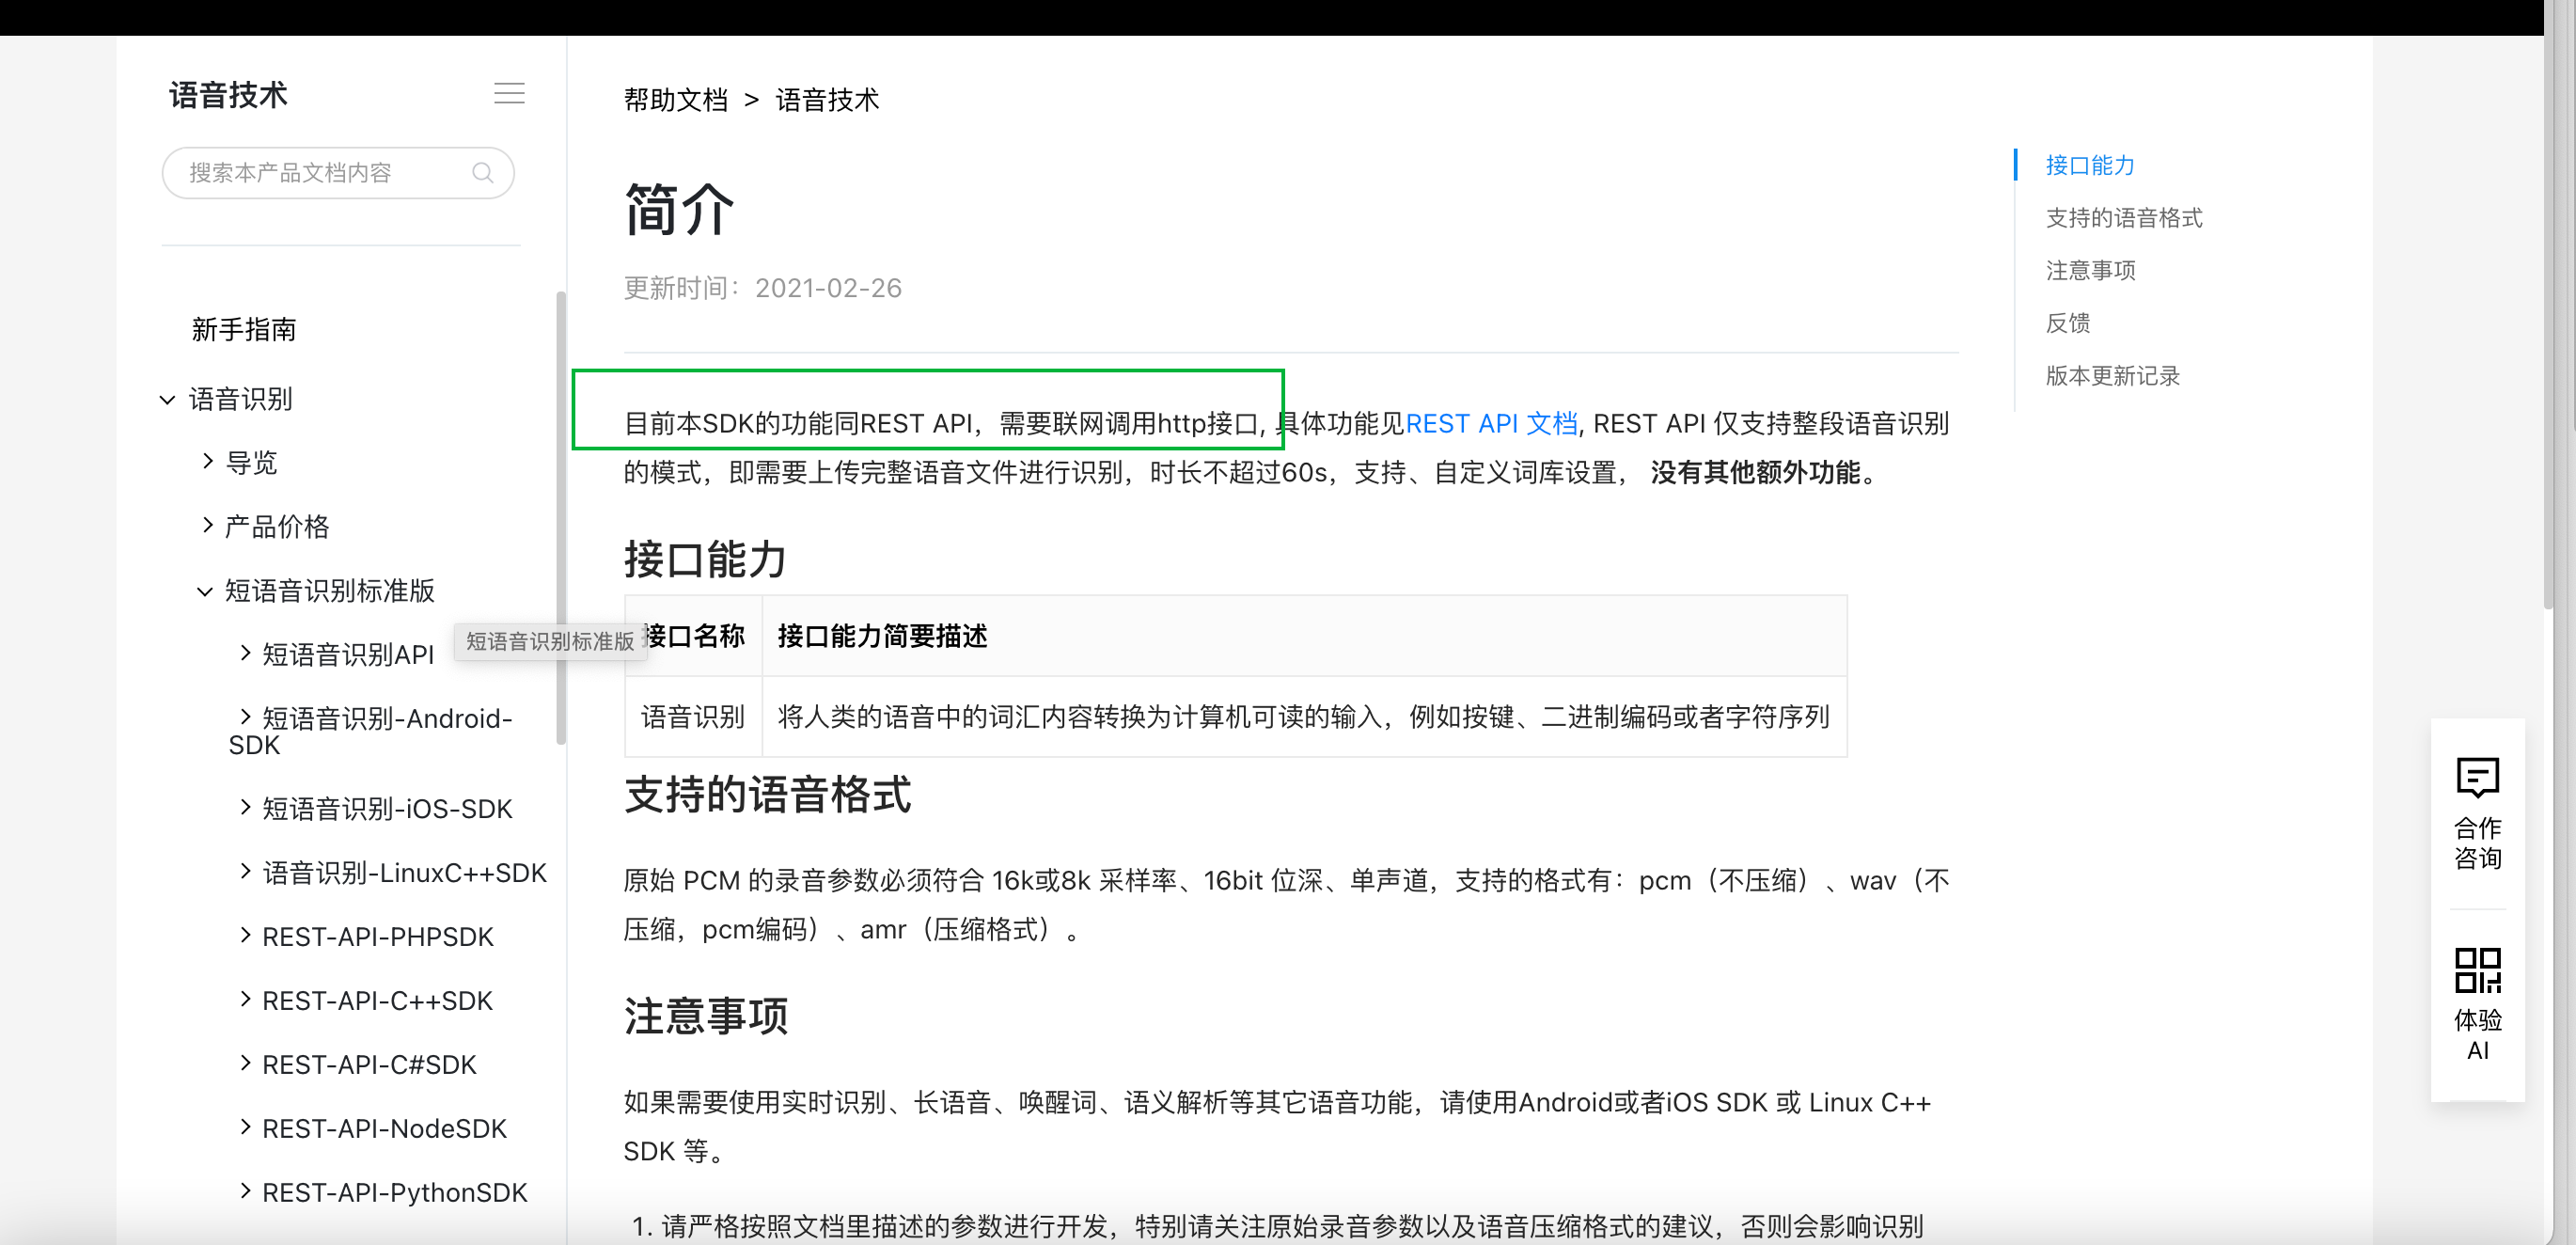 语音技术
搜索本产品文档内容
新手指南
语音识别
导览
产品价格
短语音识别标准版
短语音识别API
短语音识别标准版
短语音识别-Android-
SDK
短语音识别-iOS-SDK
语音识别-LinuxC++SDK
REST-API-PHPSDK
REST-API-C++SDK
REST-API-C#SDK
REST-API-NodeSDK
REST-API-PythonSDK
帮助文档 > 语音技术
简介
更新时间：2021-02-26
目前本SDK的功能同REST API，需要联网调用http接口, 具体功能见REST API 文档, REST API 仅支持整段语音识别
的模式，即需要上传完整语音文件进行识别，时长不超过60s，支持、自定义词库设置， 没有其他额外功能。
接口能力
接口名称 接口能力简要描述
语音识别 将人类的语音中的词汇内容转换为计算机可读的输入，例如按键、二进制编码或者字符序列
支持的语音格式
原始 PCM 的录音参数必须符合 16k或8k 采样率、16bit 位深、单声道，支持的格式有：pcm（不压缩）、wav（不
压缩，pcm编码）、amr（压缩格式）。
注意事项
如果需要使用实时识别、长语音、唤醒词、语义解析等其它语音功能，请使用Android或者iOS SDK 或 Linux C++
SDK 等。
1. 请严格按照文档里描述的参数进行开发，特别请关注原始录音参数以及语音压缩格式的建议，否则会影响识别
接口能力
支持的语音格式
注意事项
反馈
版本更新记录
合作
咨询
体验
AI